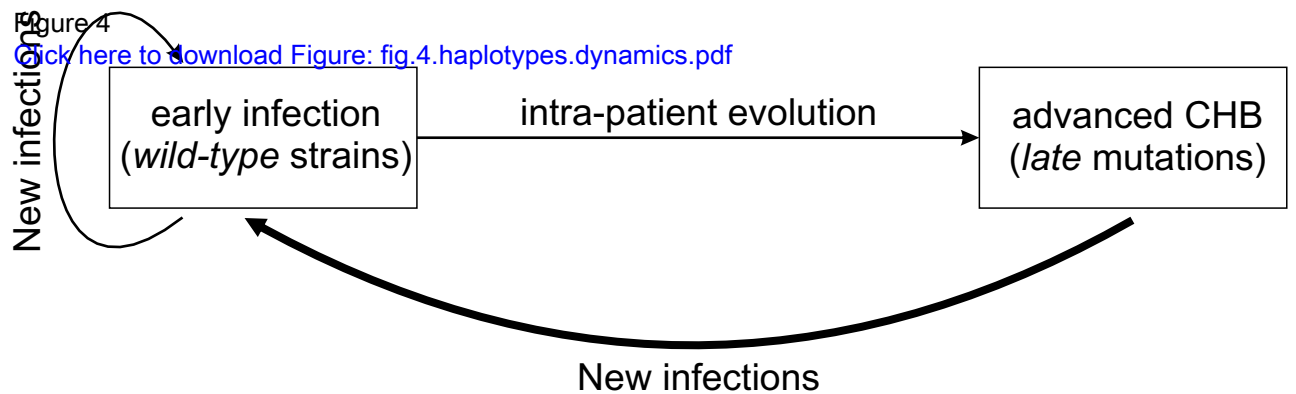 Figure 4
Click here to download Figure: fig.4.haplotypes.dynamics.pdf
New infections
early infection
(wild-type strains)
intra-patient evolution
advanced CHB
(late mutations)
New infections